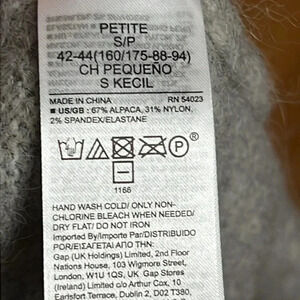 PETITE
S/P
42-44(160/175-88-94)
CH PEQUEÑO
S KECIL
MADE IN CHINA RN 54023
■ US/GB : 67% ALPACA, 31% NYLON,
2% SPANDEX/ELASTANE
P
1166
HAND WASH COLD/ ONLY NON-
CHLORINE BLEACH WHEN NEEDED/
DRY FLAT/ DO NOT IRON
Imported by/Importe Par/DISTRIBUIDO
POR/ΕΙΣΑΓΕΤΑΙ ΑΠΟ ΤΗΝ:
Gap (UK Holdings) Limited, 2nd Floor
Nations House, 103 Wigmore Street,
London, W1U 1QS, UK Gap Stores
(Ireland) Limited c/o Arthur Cox, 10
Earlsfort Terrace, Dublin 2, D02 T380,